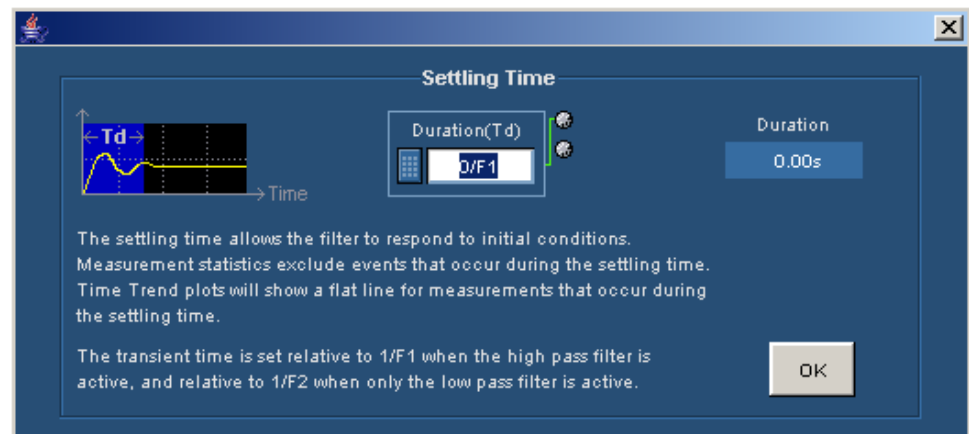 Settling Time
Td
Time
Duration(Td)
0/F1
Duration
0.00s
The settling time allows the filter to respond to initial conditions.
Measurement statistics exclude events that occur during the settling time.
Time Trend plots will show a flat line for measurements that occur during
the settling time.
The transient time is set relative to 1/F1 when the high pass filter is
active, and relative to 1/F2 when only the low pass filter is active.
OK